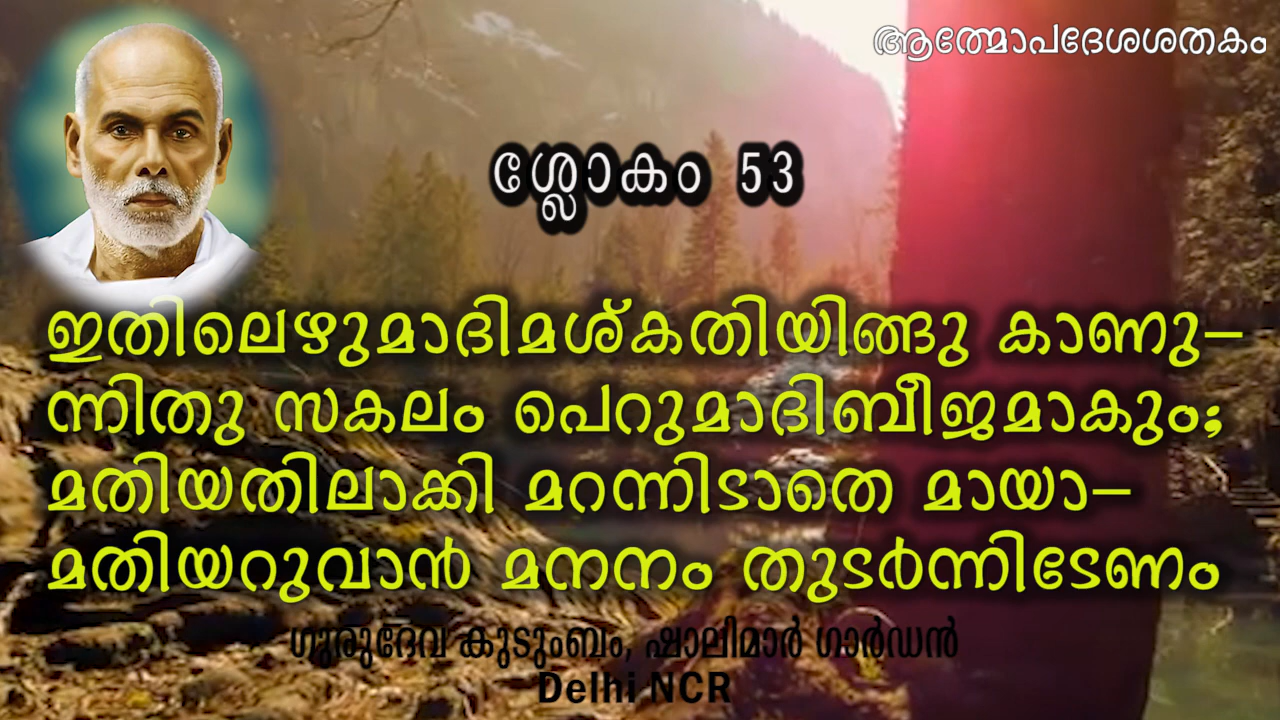 ആത്മോപദേശശതകം
ശ്ലോകം 53
ഇതിലെഴുമാദിമശ്കതിയിങ്ങു കാണു–
ന്നിതു സകലം പെറുമാദിബീജമാകും;
മതിയതിലാക്കി മറന്നിടാതെ മായാ–
മതിയറുവാൻ മനനം തുടർന്നിടേണം
ഗുരുദേവ കുടുംബം, ഷാലിമാർ ഗാർഡൻ
Delhi NCR